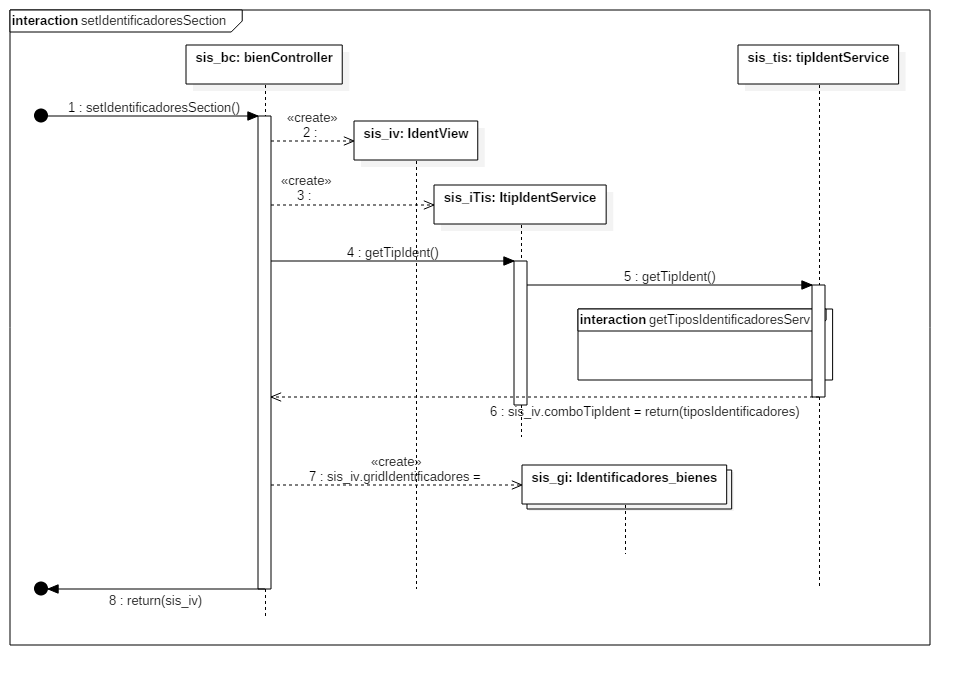 interaction setIdentificadoresSection
sis_bc: bienController
sis_tis: tipIdentService
1 : setIdentificadoresSection()
«create»
2 :
sis_iv: IdentView
«create»
3 :
sis_iTis: ItipIdentService
4 : getTipIdent()
5 : getTipIdent()
interaction getTiposIdentificadoresServ
6 : sis_iv.comboTipIdent = return(tiposIdentificadores)
«create»
7 : sis_iv.gridIdentificadores =
sis_gi: Identificadores_bienes
8 : return(sis_iv)